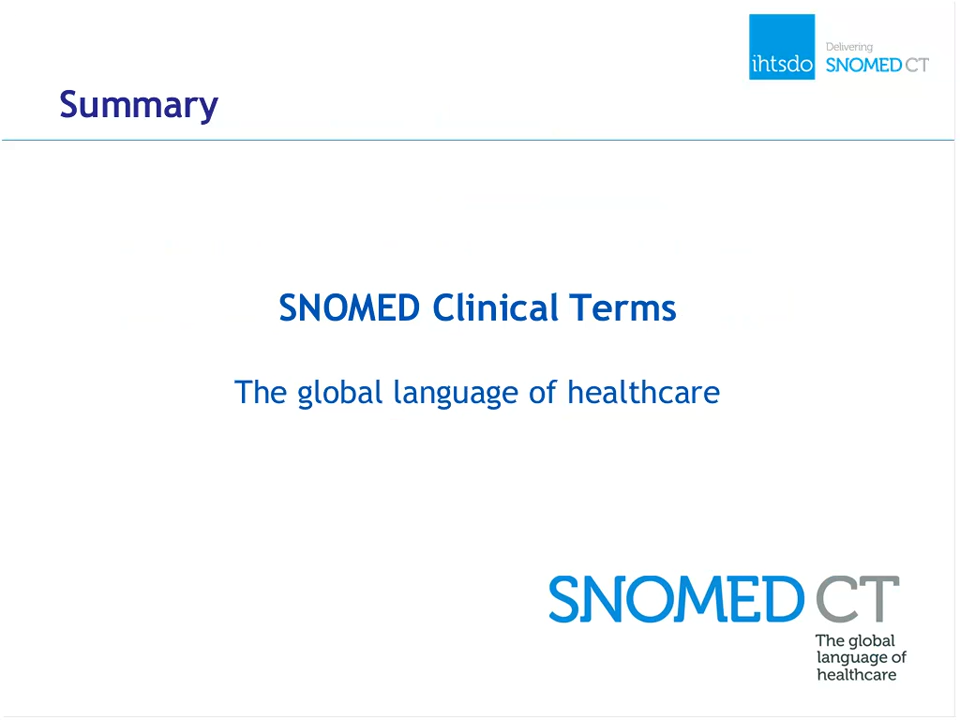 ihtsdo
Delivering
SNOMED CT
Summary
SNOMED Clinical Terms
The global language of healthcare
SNOMED CT
The global
language of
healthcare